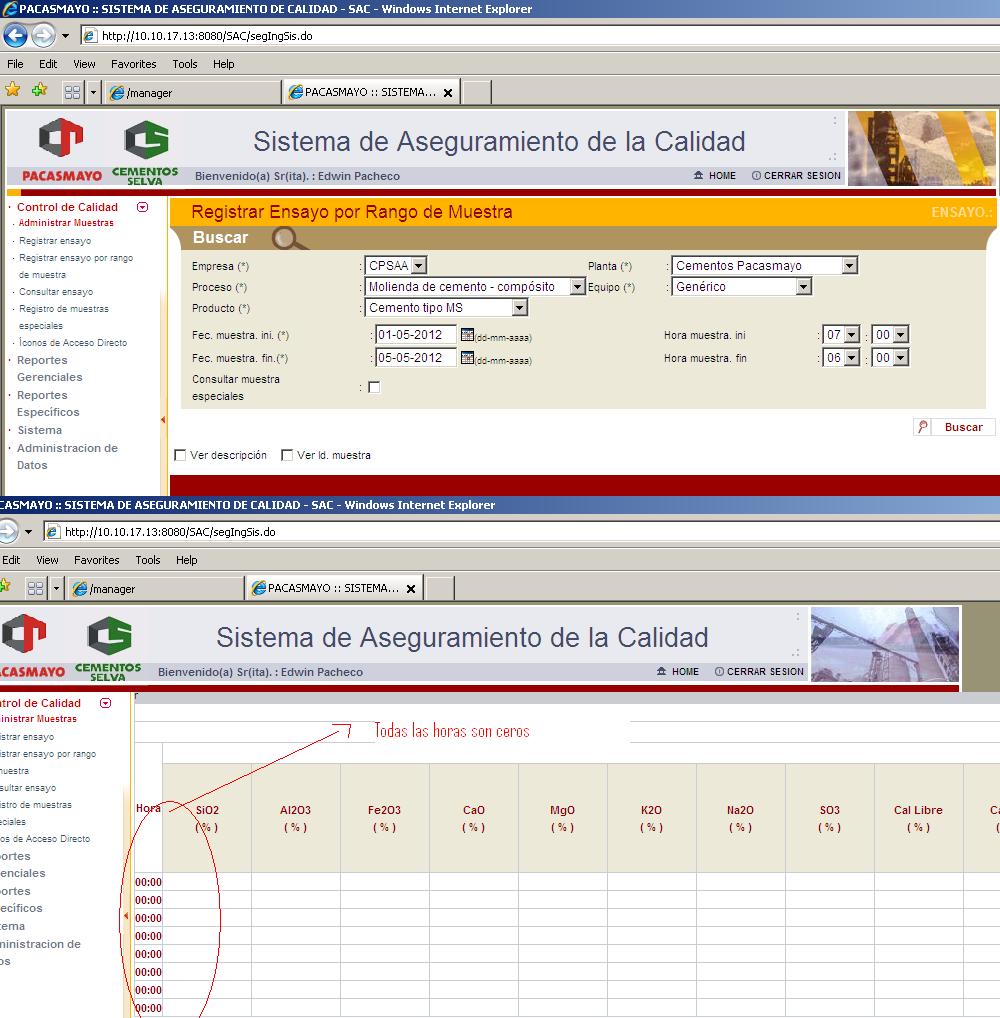 PACASMAYO :: SISTEMA DE ASEGURAMIENTO DE CALIDAD - SAC - Windows Internet Explorer
http://10.10.17.13:8080/SAC/segIngSis.do
File Edit View Favorites Tools Help
/manager PACASMAYO :: SISTEMA...
Sistema de Aseguramiento de la Calidad
PACASMAYO CEMENTOS SELVA
Bienvenido(a) Sr(ita). : Edwin Pacheco HOME CERRAR SESION
Control de Calidad
Administrar Muestras
Registrar ensayo
Registrar ensayo por rango
de muestra
Consultar ensayo
Registro de muestras
especiales
Íconos de Acceso Directo
Reportes
Gerenciales
Reportes
Específicos
Sistema
Administracion de
Datos
Registrar Ensayo por Rango de Muestra ENSAYO.:
Buscar
Empresa (*) : CPSAA Planta (*) : Cementos Pacasmayo
Proceso (*) : Molienda de cemento - compósito Equipo (*) : Genérico
Producto (*) : Cemento tipo MS
Fec. muestra. ini. (*) : 01-05-2012 (dd-mm-aaaa) Hora muestra. ini : 07 : 00
Fec. muestra. fin.(*) : 05-05-2012 (dd-mm-aaaa) Hora muestra. fin : 06 : 00
Consultar muestra
especiales :
Buscar
Ver descripción Ver Id. muestra
CASMAYO :: SISTEMA DE ASEGURAMIENTO DE CALIDAD - SAC - Windows Internet Explorer
http://10.10.17.13:8080/SAC/segIngSis.do
Edit View Favorites Tools Help
/manager PACASMAYO :: SISTEMA...
Sistema de Aseguramiento de la Calidad
CASMAYO CEMENTOS SELVA
Bienvenido(a) Sr(ita). : Edwin Pacheco HOME CERRAR SESION
trol de Calidad
inistrar Muestras
istrar ensayo
istrar ensayo por rango
nuestra
sultar ensayo
istro de muestras
eciales
os de Acceso Directo
portes
enciales
portes
ecíficos
tema
ministracion de
os
Todas las horas son ceros
Hora SiO2 Al2O3 Fe2O3 CaO MgO K2O Na2O SO3 Cal Libre Ca
( % ) ( % ) ( % ) ( % ) ( % ) ( % ) ( % ) ( % ) ( % )
00:00
00:00
00:00
00:00
00:00
00:00
00:00
00:00